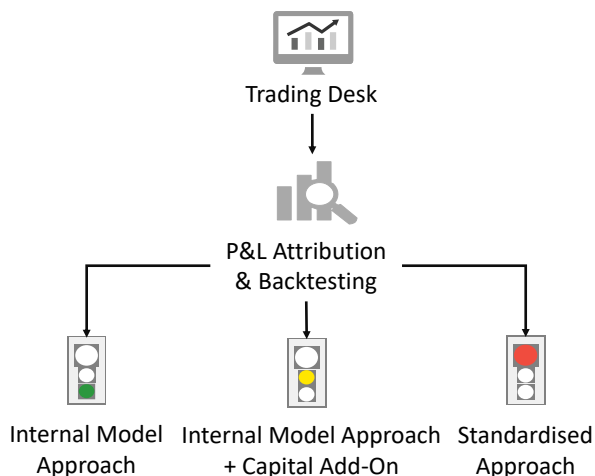 Trading Desk
P&L Attribution
& Backtesting
Internal Model
Approach
Internal Model Approach
+ Capital Add-On
Standardised
Approach